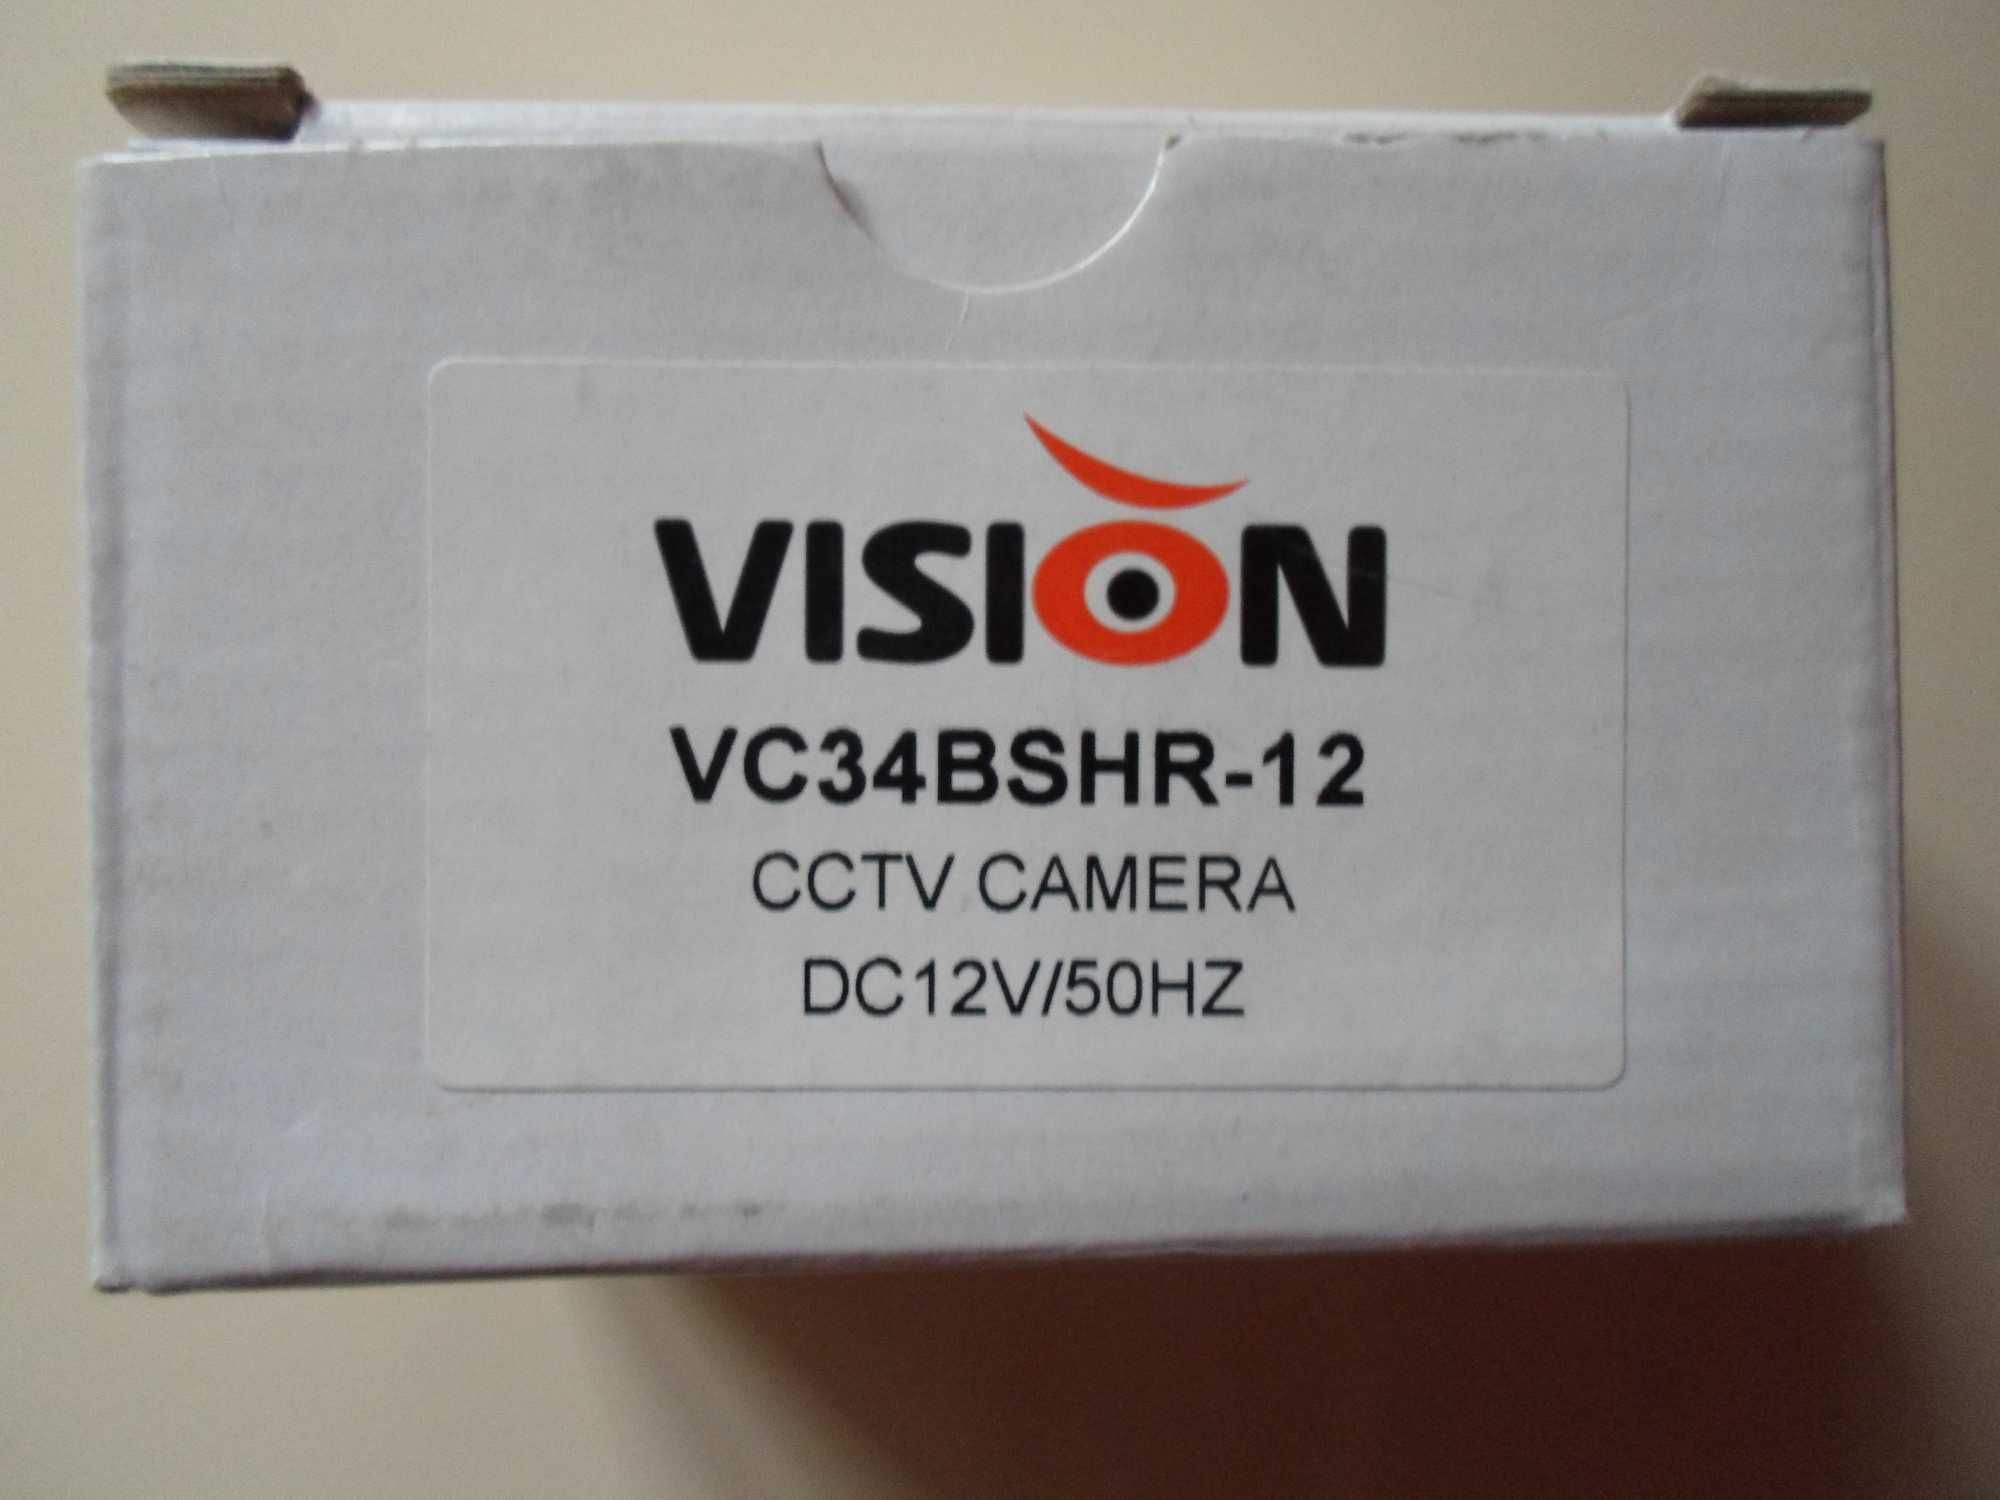 VISION
VC34BSHR-12
CCTV CAMERA
DC12V/50HZ